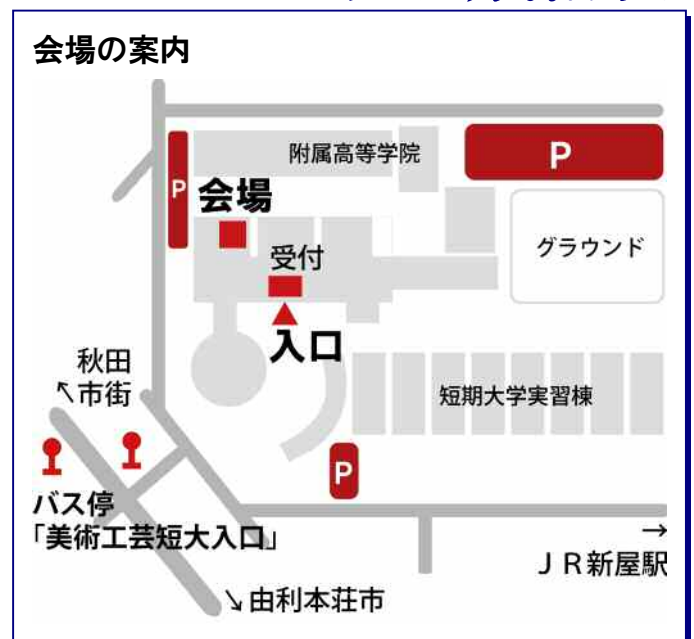 会場の案内
附属高等学院
P
P
会場
グラウンド
受付
入口
秋田
↖市街
短期大学実習棟
P
バス停
「美術工芸短大入口」
→
JR新屋駅
↘由利本荘市